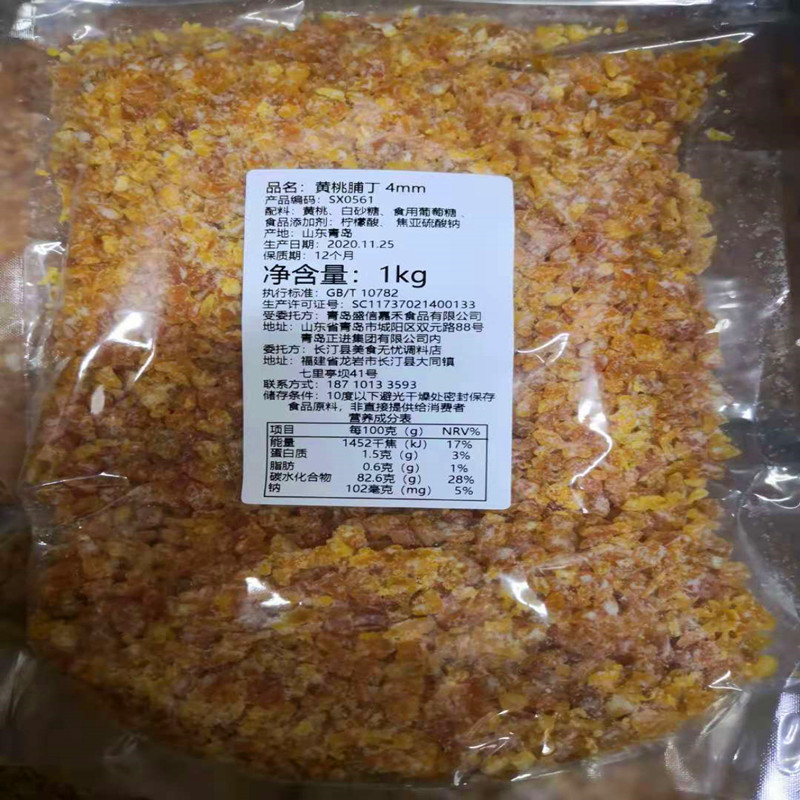 品名：黄桃脯丁 4mm
产品编码：SX0561
配料：黄桃、白砂糖、食用葡萄糖、
食品添加剂：柠檬酸、焦亚硫酸钠
产地：山东青岛
生产日期：2020.11.25
保质期：12个月
净含量：1kg
执行标准：GB/T 10782
生产许可证号：SC11737021400133
受委托方：青岛盛信嘉禾食品有限公司
地址：山东省青岛市城阳区双元路88号
青岛正进集团有限公司内
委托方：长汀县美食无忧调料店
地址：福建省龙岩市长汀县大同镇
七里亭坝41号
联系方式：187 1013 3593
储存条件：10度以下避光干燥处密封保存
食品原料，非直接提供给消费者
营养成分表
项目 每100克（g） NRV%
能量 1452千焦（kJ） 17%
蛋白质 1.5克（g） 3%
脂肪 0.6克（g） 1%
碳水化合物 82.6克（g） 28%
钠 102毫克（mg） 5%